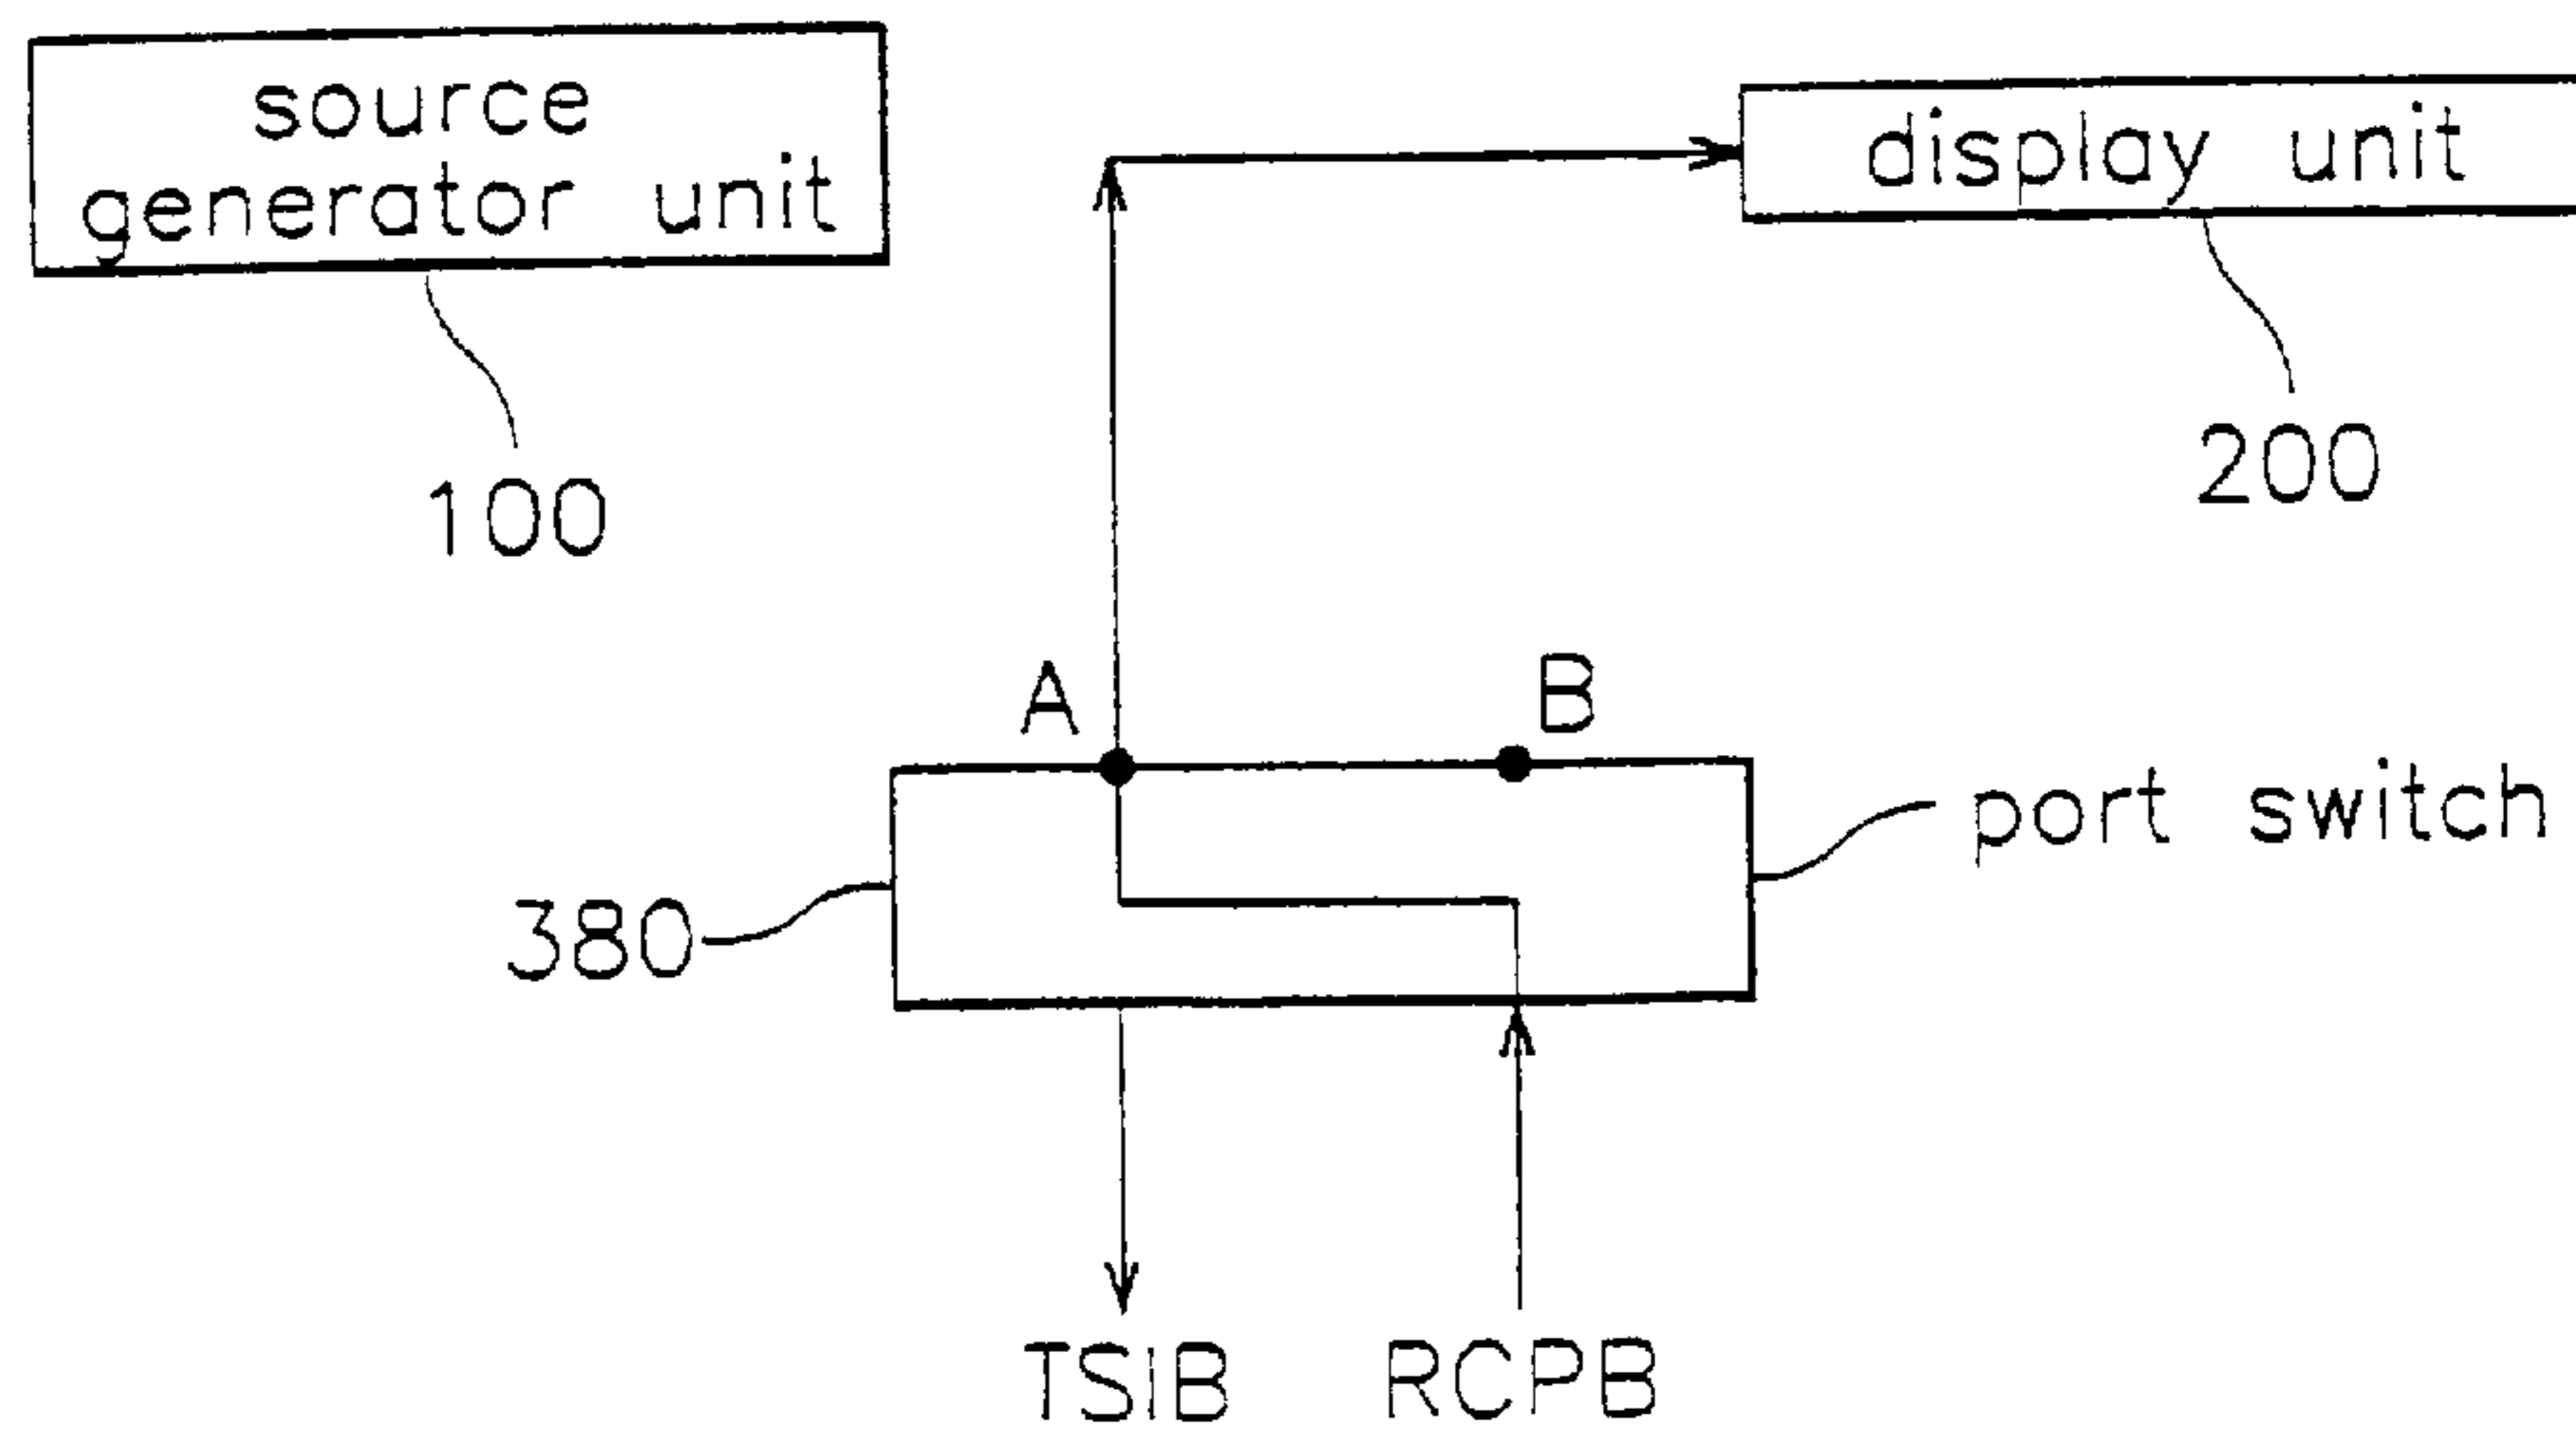 source
generator unit
display unit
100
200
A
B
port switch
380
TSIB
RCPB